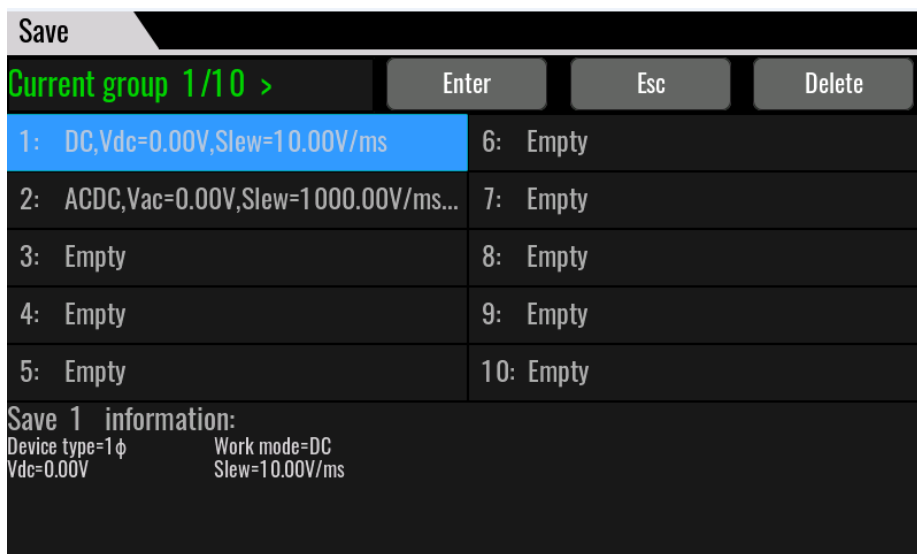 Save
Current group 1/10 > Enter Esc Delete
1: DC,Vdc=0.00V,Slew=10.00V/ms 6: Empty
2: ACDC,Vac=0.00V,Slew=1000.00V/ms... 7: Empty
3: Empty 8: Empty
4: Empty 9: Empty
5: Empty 10: Empty
Save 1 information:
Device type=1ϕ Work mode=DC
Vdc=0.00V Slew=10.00V/ms